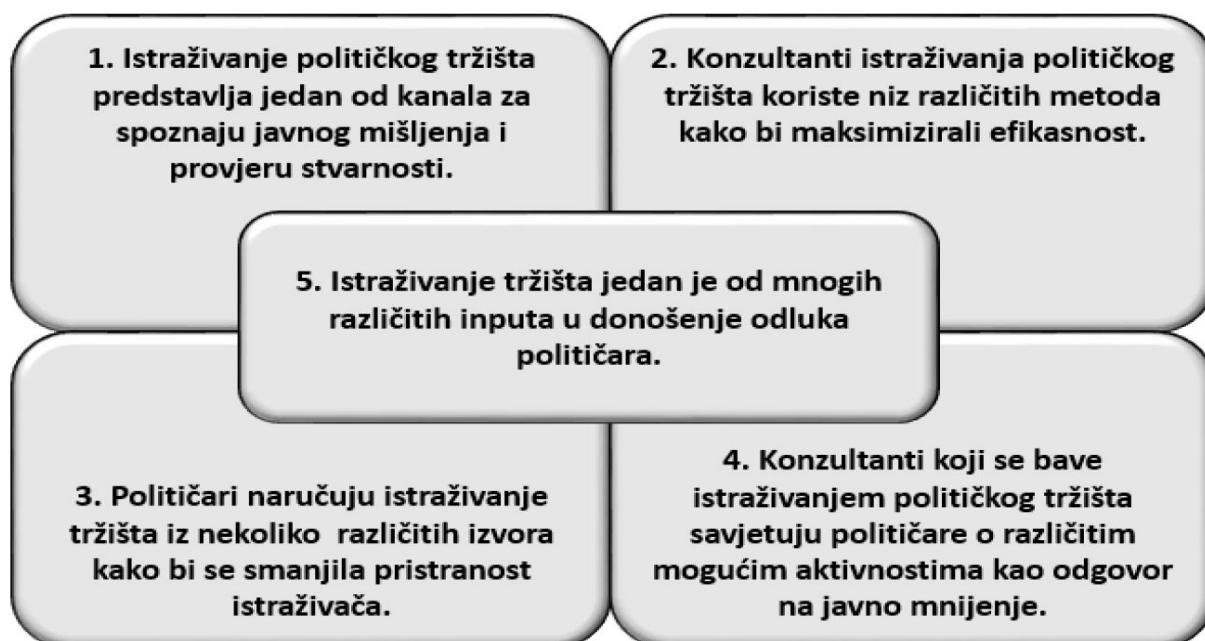 1. Istraživanje političkog tržišta
predstavlja jedan od kanala za
spoznaju javnog mišljenja i
provjeru stvarnosti.
2. Konzultanti istraživanja političkog
tržišta koriste niz različitih metoda
kako bi maksimizirali efikasnost.
5. Istraživanje tržišta jedan je od mnogih
različitih inputa u donošenje odluka
političara.
3. Političari naručuju istraživanje
tržišta iz nekoliko  različitih izvora
kako bi se smanjila pristranost
istraživača.
4. Konzultanti koji se bave
istraživanjem političkog tržišta
savjetuju političare o različitim
mogućim aktivnostima kao odgovor
na javno mnijenje.